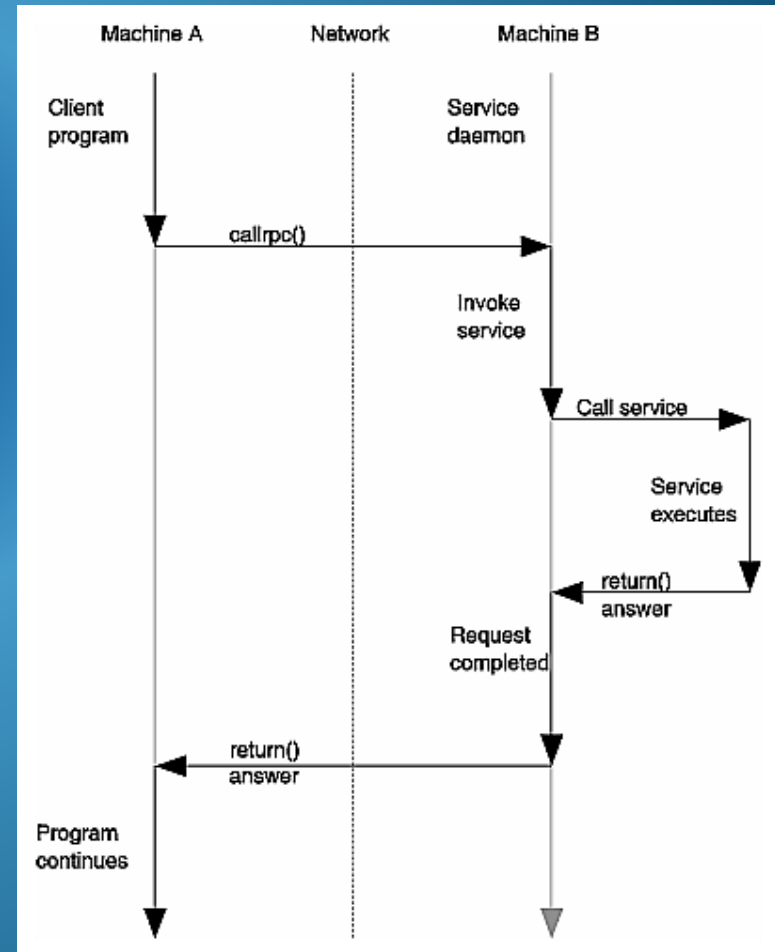 Machine A
Network
Machine B
Client
program
Service
daemon
callrpc()
Invoke
service
Call service
Service
executes
return()
answer
Request
completed
return()
answer
Program
continues